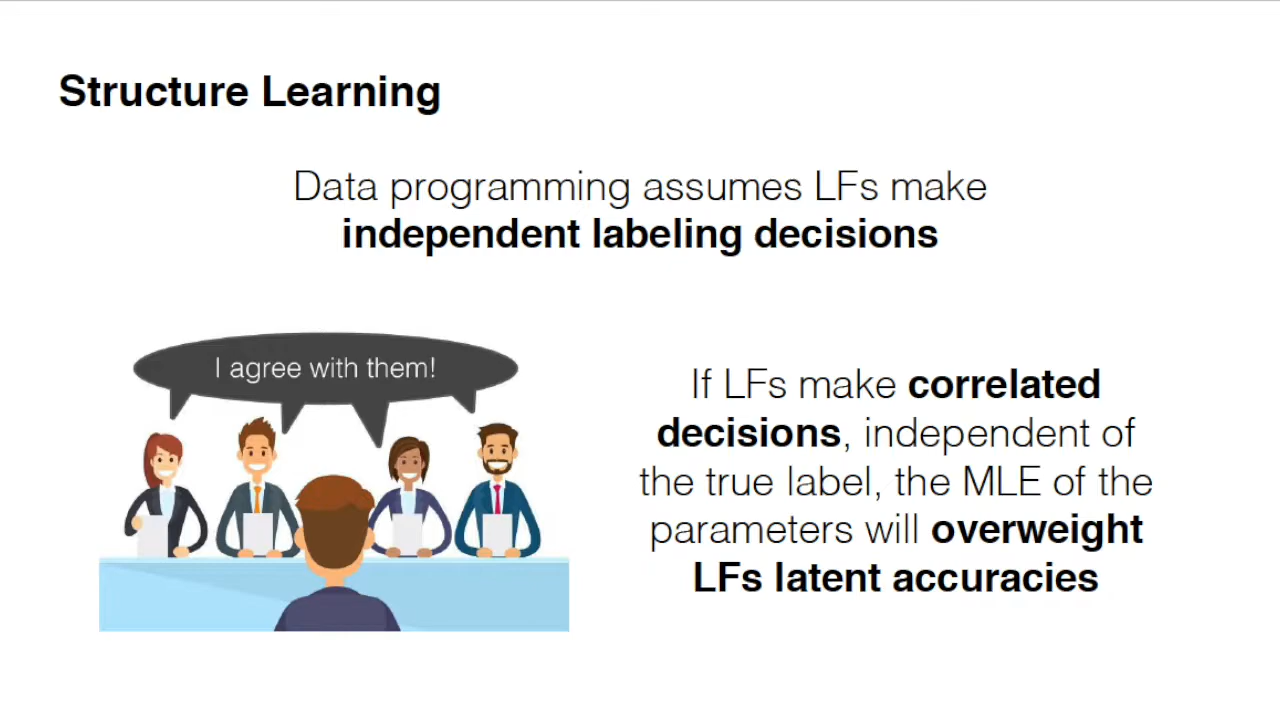 Structure Learning
Data programming assumes LFs make
independent labeling decisions
I agree with them!
If LFs make correlated
decisions, independent of
the true label, the MLE of the
parameters will overweight
LFs latent accuracies